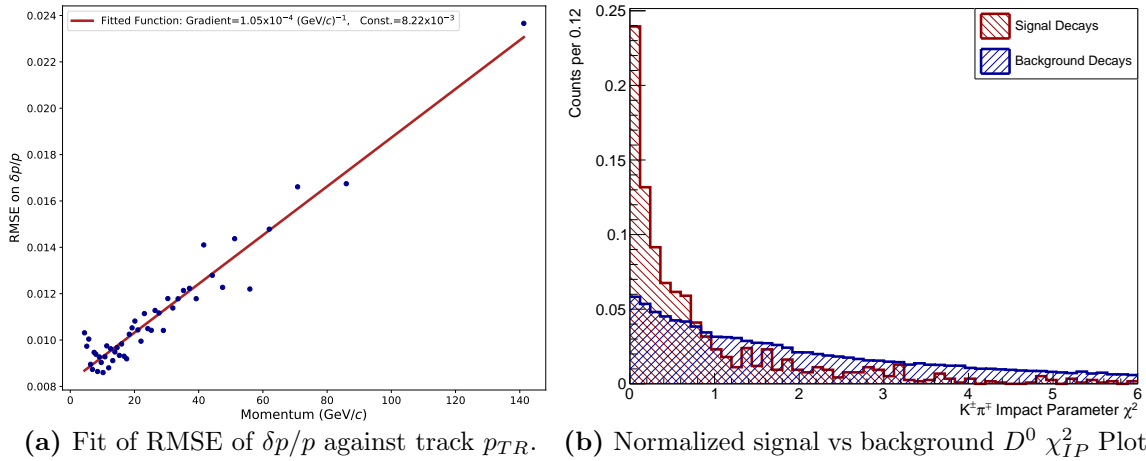 Fitted Function: Gradient=1.05x10⁻⁴ (GeV/c)⁻¹, Const.=8.22x10⁻³
0.024
0.022
0.020
0.018
0.016
0.014
0.012
0.010
0.008
RMSE on δp/p
0 20 40 60 80 100 120 140
Momentum (GeV/c)
(a) Fit of RMSE of δp/p against track p_TR.
Counts per 0.12
0.25
0.2
0.15
0.1
0.05
0
Signal Decays
Background Decays
0 1 2 3 4 5 6
K±π∓ Impact Parameter χ²
(b) Normalized signal vs background D⁰ χ²_IP Plot